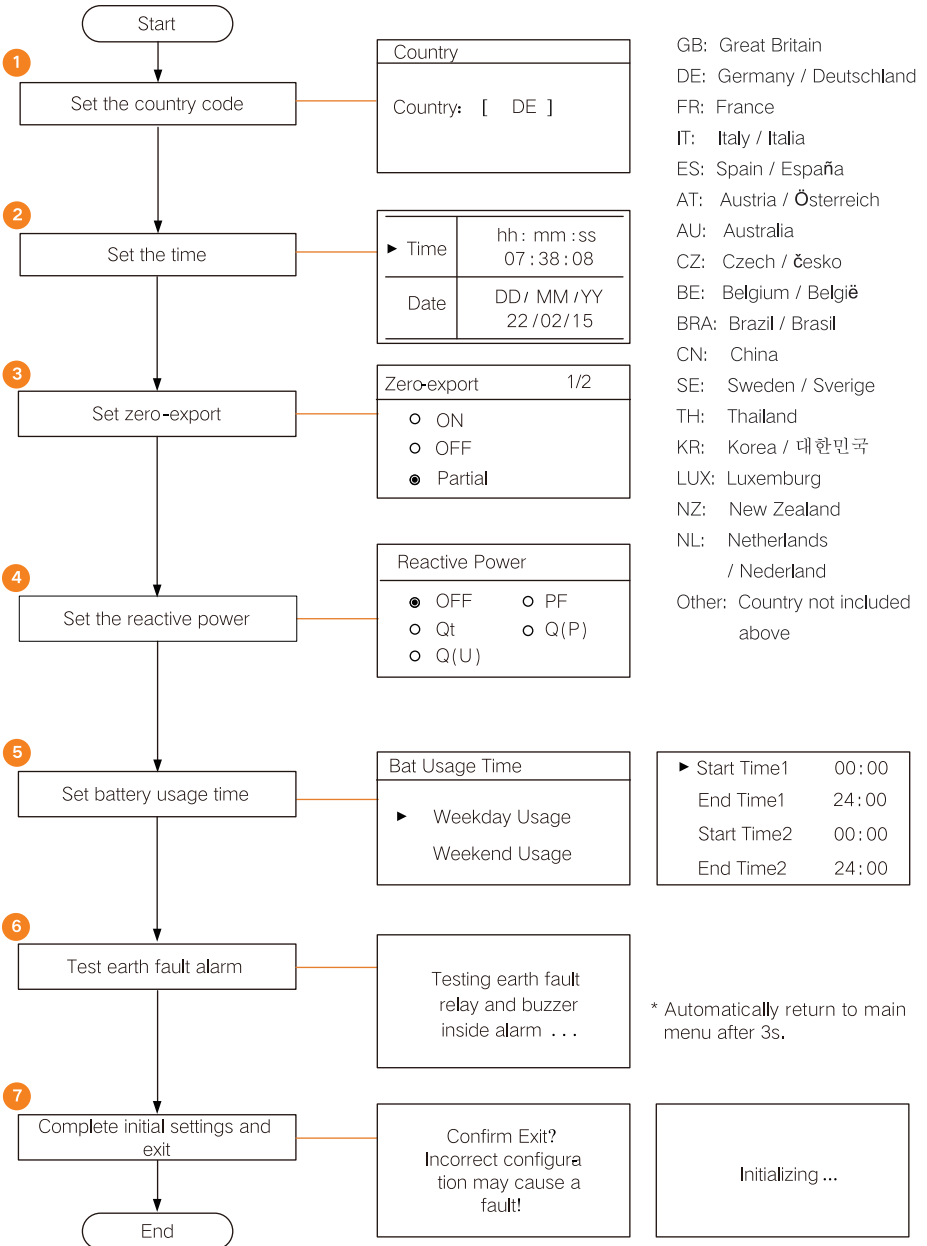 Start
1
Set the country code
Country
Country: [ DE ]
GB: Great Britain
DE: Germany / Deutschland
FR: France
IT: Italy / Italia
ES: Spain / España
AT: Austria / Österreich
AU: Australia
CZ: Czech / česko
BE: Belgium / België
BRA: Brazil / Brasil
CN: China
SE: Sweden / Sverige
TH: Thailand
KR: Korea / 대한민국
LUX: Luxemburg
NZ: New Zealand
NL: Netherlands
/ Nederland
Other: Country not included
above
2
Set the time
► Time
hh: mm :ss
07:38:08
Date
DD/ MM /YY
22/02/15
3
Set zero-export
Zero-export 1/2
ON
OFF
Partial
4
Set the reactive power
Reactive Power
OFF PF
Qt Q(P)
Q(U)
5
Set battery usage time
Bat Usage Time
► Weekday Usage
Weekend Usage
► Start Time1 00:00
End Time1 24:00
Start Time2 00:00
End Time2 24:00
6
Test earth fault alarm
Testing earth fault
relay and buzzer
inside alarm ...
* Automatically return to main
menu after 3s.
7
Complete initial settings and
exit
Confirm Exit?
Incorrect configura
tion may cause a
fault!
Initializing ...
End